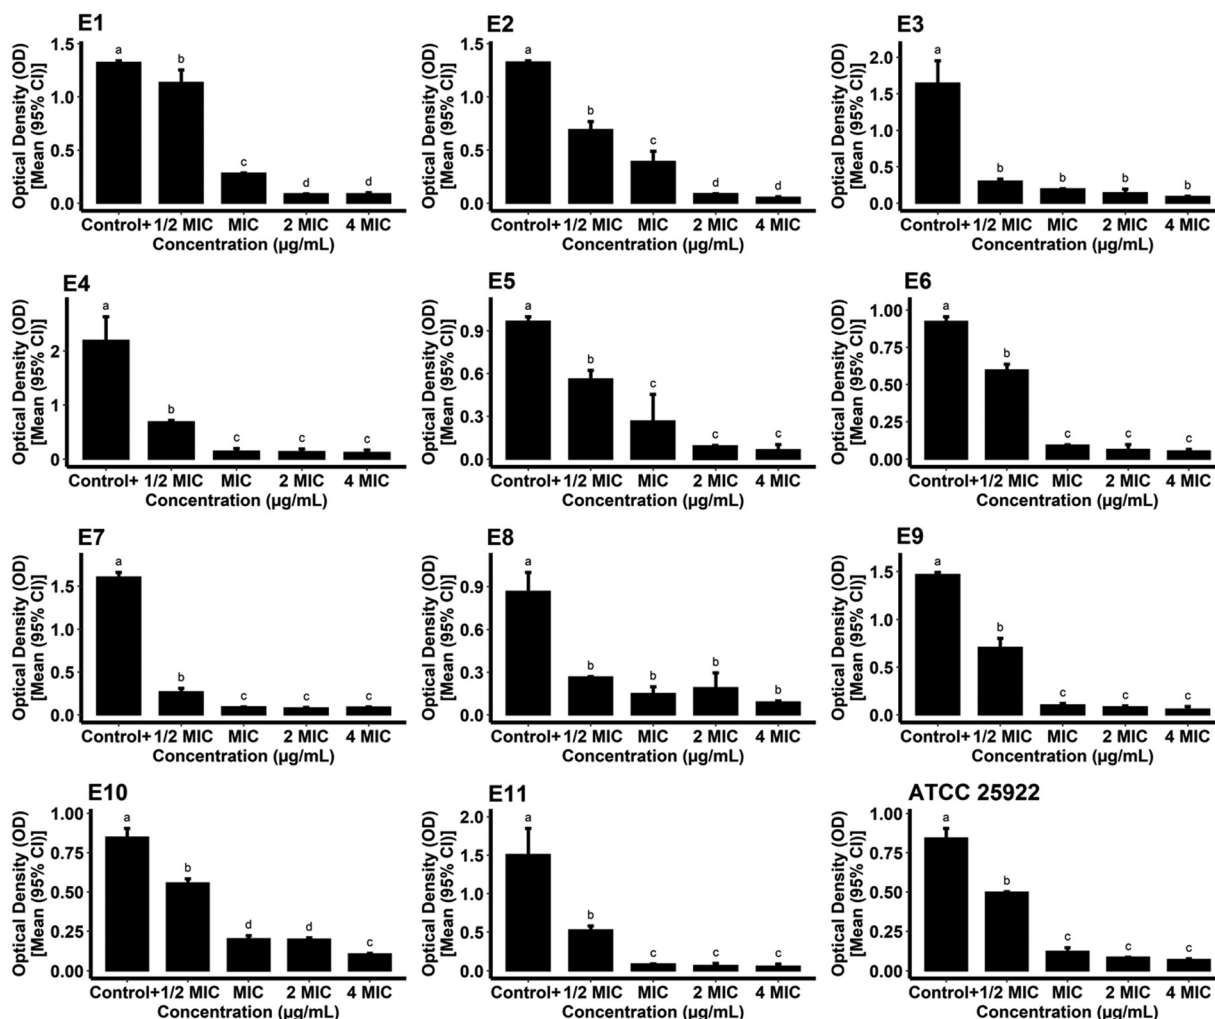 E1
Optical Density (OD)
[Mean (95% CI)]
1.5
1.0
0.5
0.0
a
b
c
d
d
Control+ 1/2 MIC MIC 2 MIC 4 MIC
Concentration (µg/mL)
E2
Optical Density (OD)
[Mean (95% CI)]
1.5
1.0
0.5
0.0
a
b
c
d
d
Control+ 1/2 MIC MIC 2 MIC 4 MIC
Concentration (µg/mL)
E3
Optical Density (OD)
[Mean (95% CI)]
2.0
1.5
1.0
0.5
0.0
a
b
b
b
b
Control+ 1/2 MIC MIC 2 MIC 4 MIC
Concentration (µg/mL)
E4
Optical Density (OD)
[Mean (95% CI)]
2
1
0
a
b
c
c
c
Control+ 1/2 MIC MIC 2 MIC 4 MIC
Concentration (µg/mL)
E5
Optical Density (OD)
[Mean (95% CI)]
0.9
0.6
0.3
0.0
a
b
c
c
c
Control+ 1/2 MIC MIC 2 MIC 4 MIC
Concentration (µg/mL)
E6
Optical Density (OD)
[Mean (95% CI)]
1.00
0.75
0.50
0.25
0.00
a
b
c
c
c
Control+ 1/2 MIC MIC 2 MIC 4 MIC
Concentration (µg/mL)
E7
Optical Density (OD)
[Mean (95% CI)]
1.5
1.0
0.5
0.0
a
b
c
c
c
Control+ 1/2 MIC MIC 2 MIC 4 MIC
Concentration (µg/mL)
E8
Optical Density (OD)
[Mean (95% CI)]
0.9
0.6
0.3
0.0
a
b
b
b
b
Control+ 1/2 MIC MIC 2 MIC 4 MIC
Concentration (µg/mL)
E9
Optical Density (OD)
[Mean (95% CI)]
1.5
1.0
0.5
0.0
a
b
c
c
c
Control+ 1/2 MIC MIC 2 MIC 4 MIC
Concentration (µg/mL)
E10
Optical Density (OD)
[Mean (95% CI)]
1.00
0.75
0.50
0.25
0.00
a
b
d
d
c
Control+ 1/2 MIC MIC 2 MIC 4 MIC
Concentration (µg/mL)
E11
Optical Density (OD)
[Mean (95% CI)]
2.0
1.5
1.0
0.5
0.0
a
b
c
c
c
Control+ 1/2 MIC MIC 2 MIC 4 MIC
Concentration (µg/mL)
ATCC 25922
Optical Density (OD)
[Mean (95% CI)]
1.00
0.75
0.50
0.25
0.00
a
b
c
c
c
Control+ 1/2 MIC MIC 2 MIC 4 MIC
Concentration (µg/mL)